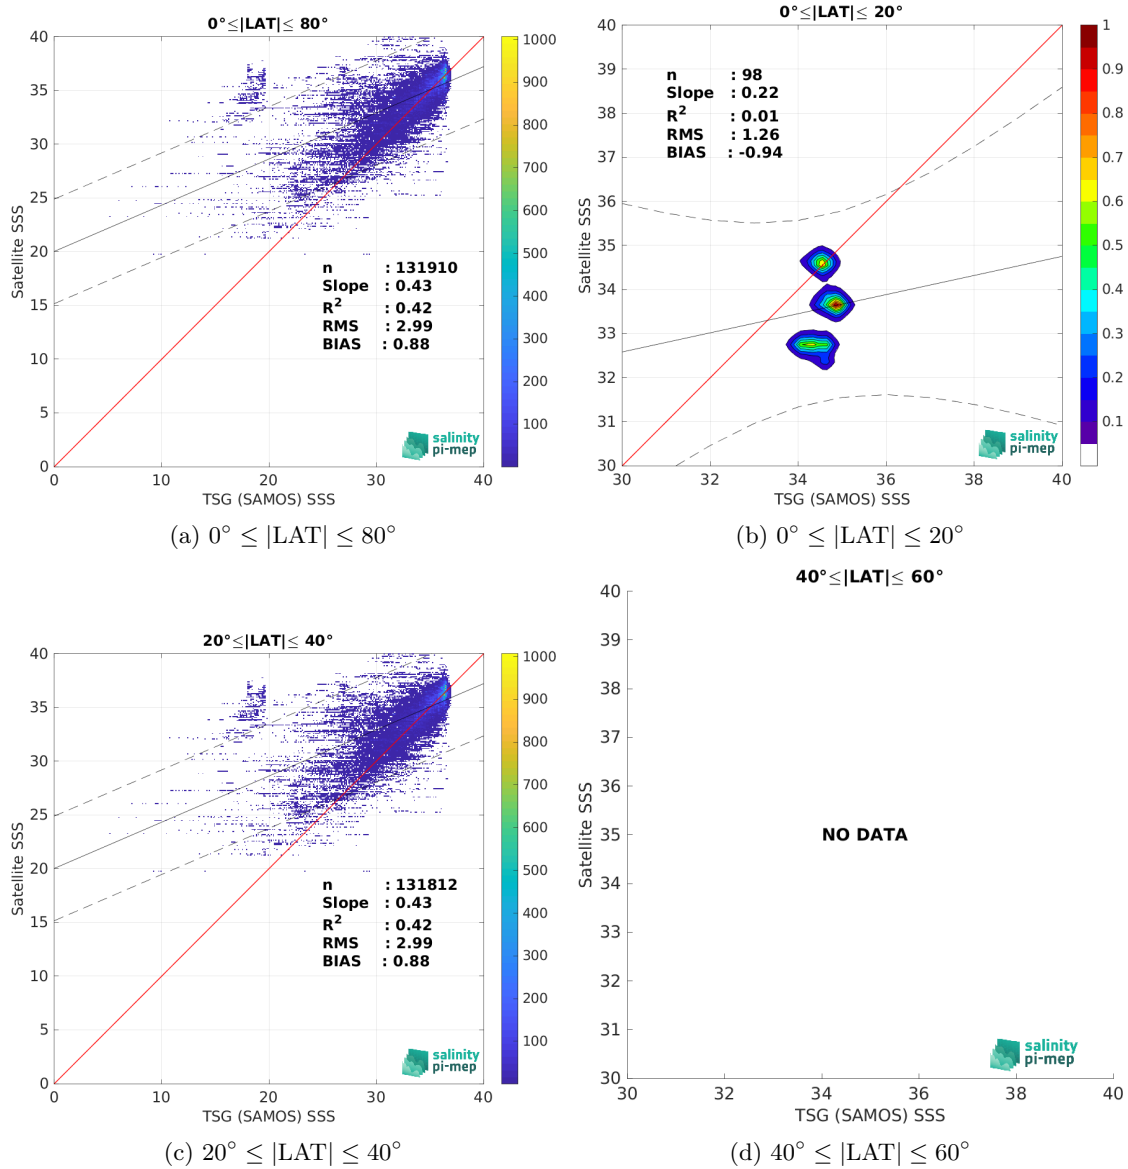 0°≤|LAT|≤ 80°
40
35
30
25
20
15
10
5
0
Satellite SSS
n : 131910
Slope : 0.43
R² : 0.42
RMS : 2.99
BIAS : 0.88
salinity
pi-mep
0 10 20 30 40
TSG (SAMOS) SSS
1000
900
800
700
600
500
400
300
200
100
(a) 0° ≤ |LAT| ≤ 80°
0°≤|LAT|≤ 20°
40
39
38
37
36
35
34
33
32
31
30
Satellite SSS
n : 98
Slope : 0.22
R² : 0.01
RMS : 1.26
BIAS : -0.94
salinity
pi-mep
30 32 34 36 38 40
TSG (SAMOS) SSS
1
0.9
0.8
0.7
0.6
0.5
0.4
0.3
0.2
0.1
(b) 0° ≤ |LAT| ≤ 20°
20°≤|LAT|≤ 40°
40
35
30
25
20
15
10
5
0
Satellite SSS
n : 131812
Slope : 0.43
R² : 0.42
RMS : 2.99
BIAS : 0.88
salinity
pi-mep
0 10 20 30 40
TSG (SAMOS) SSS
1000
900
800
700
600
500
400
300
200
100
(c) 20° ≤ |LAT| ≤ 40°
40°≤|LAT|≤ 60°
40
39
38
37
36
35
34
33
32
31
30
Satellite SSS
NO DATA
salinity
pi-mep
30 32 34 36 38 40
TSG (SAMOS) SSS
(d) 40° ≤ |LAT| ≤ 60°